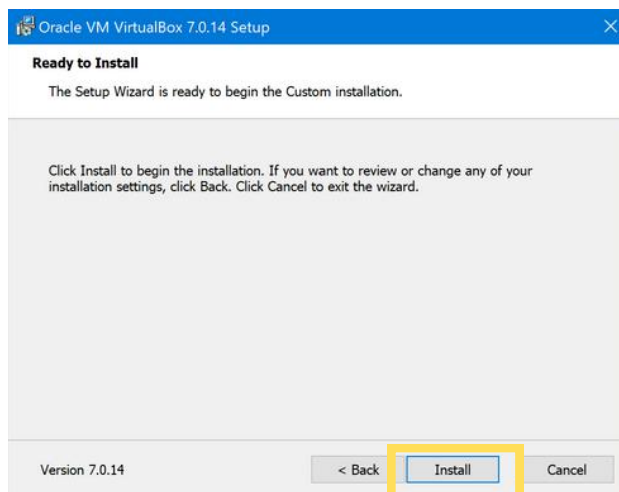 Oracle VM VirtualBox 7.0.14 Setup
Ready to Install
The Setup Wizard is ready to begin the Custom installation.
Click Install to begin the installation. If you want to review or change any of your
installation settings, click Back. Click Cancel to exit the wizard.
Version 7.0.14
< Back
Install
Cancel